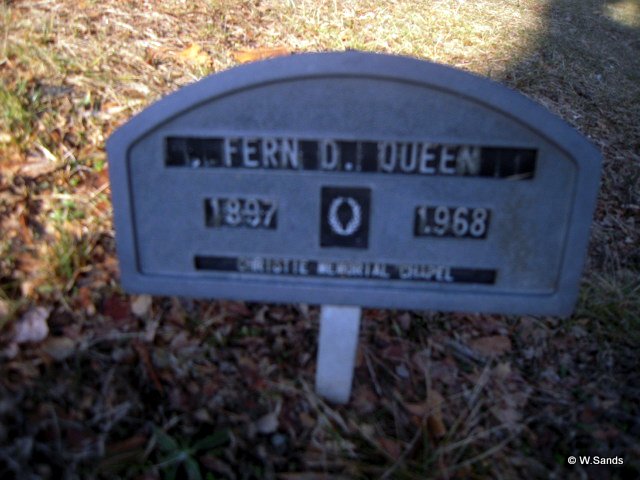 . FERN D. QUEEN
1897 1968
CHRISTIE MEMORIAL CHAPEL
© W.Sands